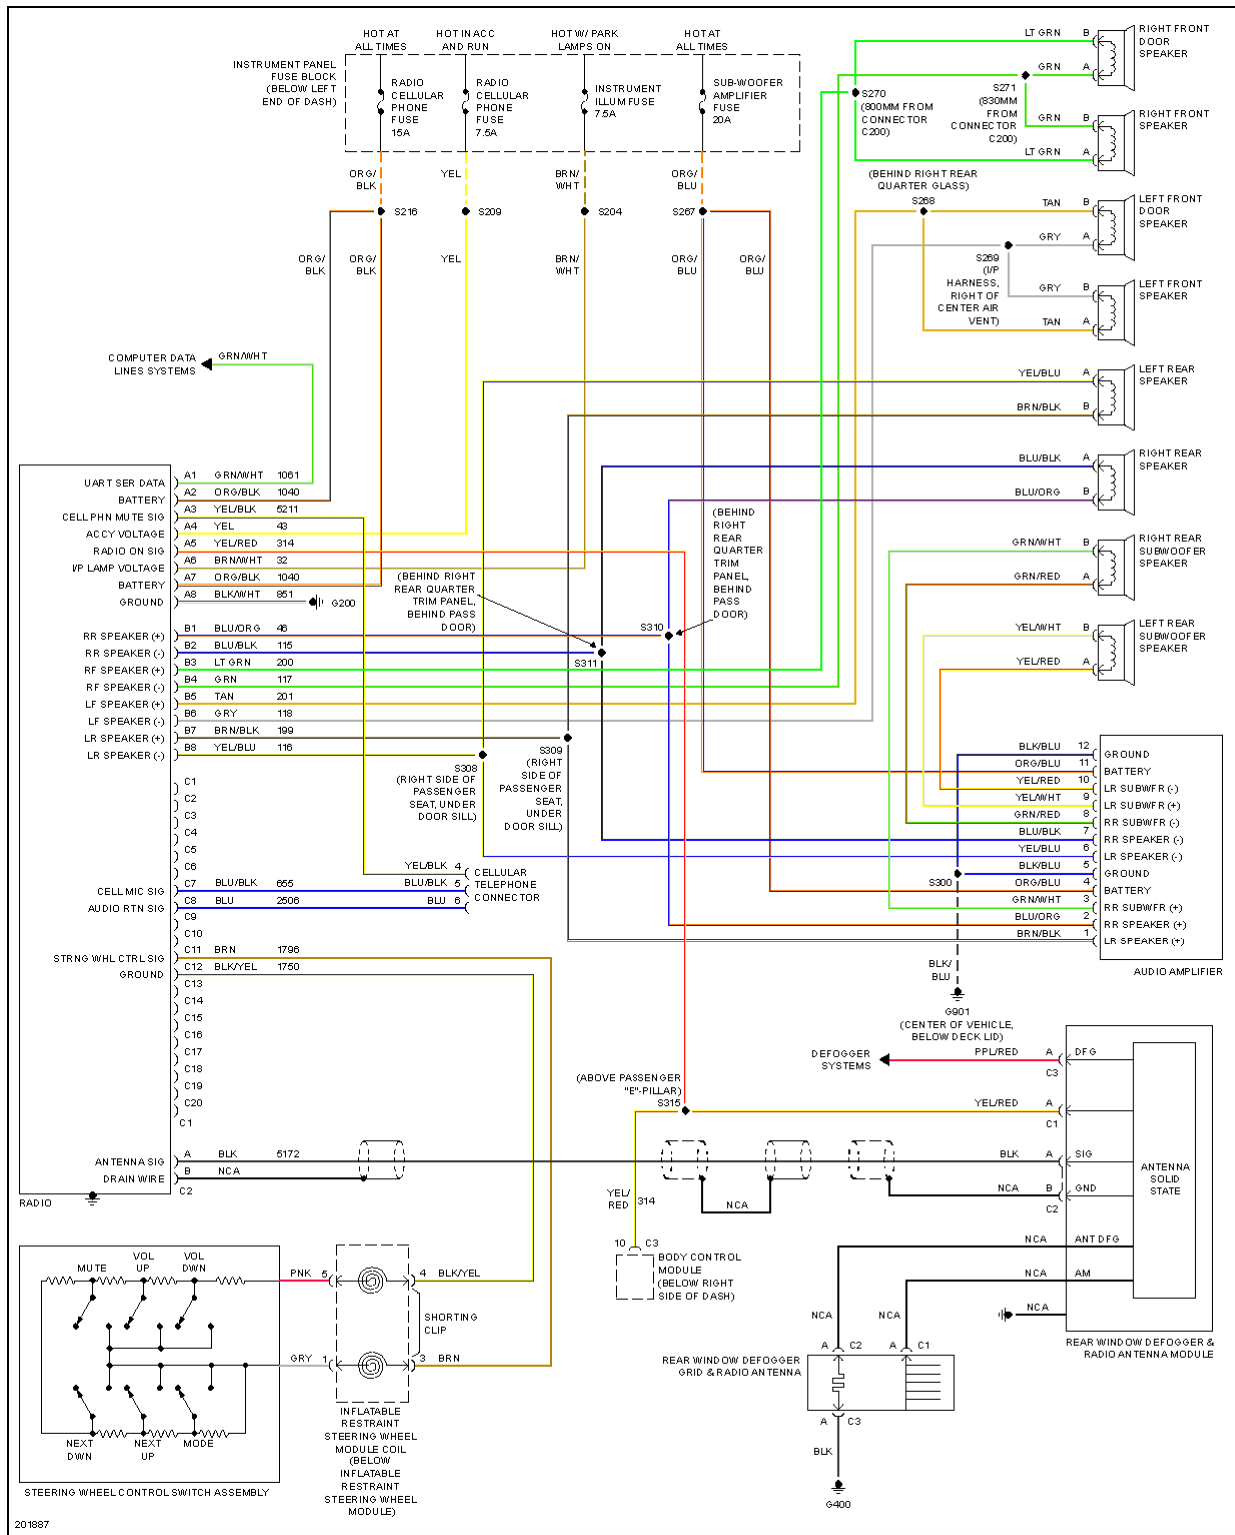 HOT AT
ALL TIMES
HOT IN ACC
AND RUN
HOT W/ PARK
LAMPS ON
HOT AT
ALL TIMES
INSTRUMENT PANEL
FUSE BLOCK
(BELOW LEFT
END OF DASH)
RADIO
CELLULAR
PHONE
FUSE
15A
RADIO
CELLULAR
PHONE
FUSE
7.5A
INSTRUMENT
ILLUM FUSE
7.5A
SUB-WOOFER
AMPLIFIER
FUSE
20A
ORG/
BLK
YEL
BRN/
WHT
ORG/
BLU
S216
S209
S204
S267
ORG/
BLK
ORG/
BLK
YEL
BRN/
WHT
ORG/
BLU
ORG/
BLU
LT GRN B
RIGHT FRONT
DOOR
SPEAKER
GRN A
S270
(800MM FROM
CONNECTOR
C200)
S271
(830MM
FROM
CONNECTOR
C200)
GRN B
RIGHT FRONT
SPEAKER
LT GRN A
(BEHIND RIGHT REAR
QUARTER GLASS)
S268
TAN B
LEFT FRONT
DOOR
SPEAKER
GRY A
S269
(I/P
HARNESS,
RIGHT OF
CENTER AIR
VENT)
GRY B
LEFT FRONT
SPEAKER
TAN A
YEL/BLU A
LEFT REAR
SPEAKER
BRN/BLK B
BLU/BLK A
RIGHT REAR
SPEAKER
BLU/ORG B
GRN/WHT B
RIGHT REAR
SUBWOOFER
SPEAKER
GRN/RED A
YEL/WHT B
LEFT REAR
SUBWOOFER
SPEAKER
YEL/RED A
COMPUTER DATA
LINES SYSTEMS
GRN/WHT
UART SER DATA A1 GRN/WHT 1061
BATTERY A2 ORG/BLK 1040
CELL PHN MUTE SIG A3 YEL/BLK 5211
ACCY VOLTAGE A4 YEL 43
RADIO ON SIG A5 YEL/RED 314
I/P LAMP VOLTAGE A6 BRN/WHT 32
BATTERY A7 ORG/BLK 1040
GROUND A8 BLK/WHT 851
G200
RR SPEAKER (+) B1 BLU/ORG 46
RR SPEAKER (-) B2 BLU/BLK 115
RF SPEAKER (+) B3 LT GRN 200
RF SPEAKER (-) B4 GRN 117
LF SPEAKER (+) B5 TAN 201
LF SPEAKER (-) B6 GRY 118
LR SPEAKER (+) B7 BRN/BLK 199
LR SPEAKER (-) B8 YEL/BLU 116
C1
C2
C3
C4
C5
C6
CELL MIC SIG C7 BLU/BLK 655
AUDIO RTN SIG C8 BLU 2506
C9
C10
STRNG WHL CTRL SIG C11 BRN 1796
GROUND C12 BLK/YEL 1750
C13
C14
C15
C16
C17
C18
C19
C20
C1
ANTENNA SIG A BLK 5172
DRAIN WIRE B NCA
C2
RADIO
(BEHIND RIGHT
REAR QUARTER
TRIM PANEL,
BEHIND PASS
DOOR)
(BEHIND
RIGHT
REAR
QUARTER
TRIM
PANEL,
BEHIND
PASS
DOOR)
S310
S311
S308
(RIGHT SIDE OF
PASSENGER
SEAT, UNDER
DOOR SILL)
S309
(RIGHT
SIDE OF
PASSENGER
SEAT,
UNDER
DOOR SILL)
YEL/BLK 4
BLU/BLK 5
BLU 6
CELLULAR
TELEPHONE
CONNECTOR
BLK/BLU 12 GROUND
ORG/BLU 11 BATTERY
YEL/RED 10 LR SUBWFR (-)
YEL/WHT 9 LR SUBWFR (+)
GRN/RED 8 RR SUBWFR (-)
BLU/BLK 7 RR SPEAKER (-)
YEL/BLU 6 LR SPEAKER (-)
BLK/BLU 5 GROUND
ORG/BLU 4 BATTERY
GRN/WHT 3 RR SUBWFR (+)
BLU/ORG 2 RR SPEAKER (+)
BRN/BLK 1 LR SPEAKER (+)
AUDIO AMPLIFIER
S300
BLK/
BLU
G901
(CENTER OF VEHICLE,
BELOW DECK LID)
DEFOGGER
SYSTEMS
PPL/RED A DFG
C3
(ABOVE PASSENGER
"E"-PILLAR)
S315
YEL/RED A
C1
BLK A SIG
NCA B GND
C2
ANTENNA
SOLID
STATE
NCA ANT DFG
NCA AM
NCA
REAR WINDOW DEFOGGER &
RADIO ANTENNA MODULE
NCA
YEL/
RED
314
10 C3
BODY CONTROL
MODULE
(BELOW RIGHT
SIDE OF DASH)
NCA
NCA
A C2
A C1
REAR WINDOW DEFOGGER
GRID & RADIO ANTENNA
A C3
BLK
G400
MUTE
VOL
UP
VOL
DWN
NEXT
DWN
NEXT
UP
MODE
STEERING WHEEL CONTROL SWITCH ASSEMBLY
PNK 5
4 BLK/YEL
SHORTING
CLIP
GRY 1
3 BRN
INFLATABLE
RESTRAINT
STEERING WHEEL
MODULE COIL
(BELOW
INFLATABLE
RESTRAINT
STEERING WHEEL
MODULE)
201887